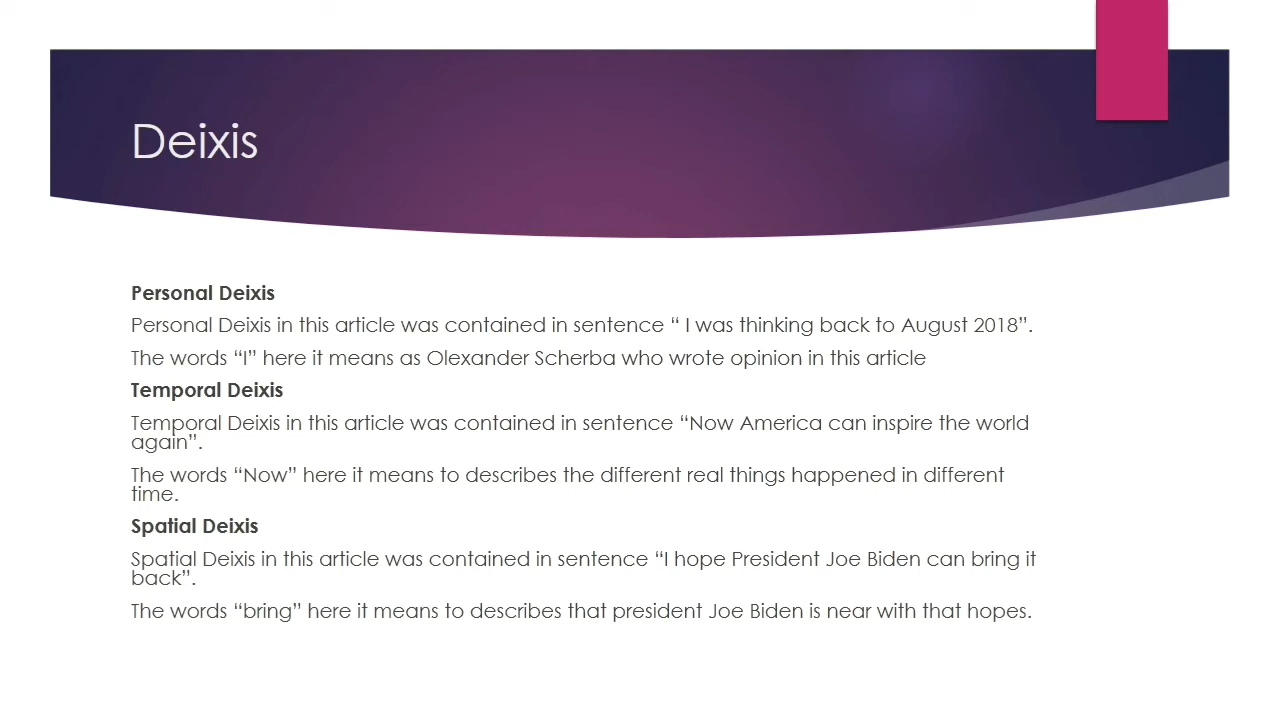 Deixis
Personal Deixis
Personal Deixis in this article was contained in sentence “ I was thinking back to August 2018”.
The words “I” here it means as Olexander Scherba who wrote opinion in this article
Temporal Deixis
Temporal Deixis in this article was contained in sentence “Now America can inspire the world
again”.
The words “Now” here it means to describes the different real things happened in different
time.
Spatial Deixis
Spatial Deixis in this article was contained in sentence “I hope President Joe Biden can bring it
back”.
The words “bring” here it means to describes that president Joe Biden is near with that hopes.